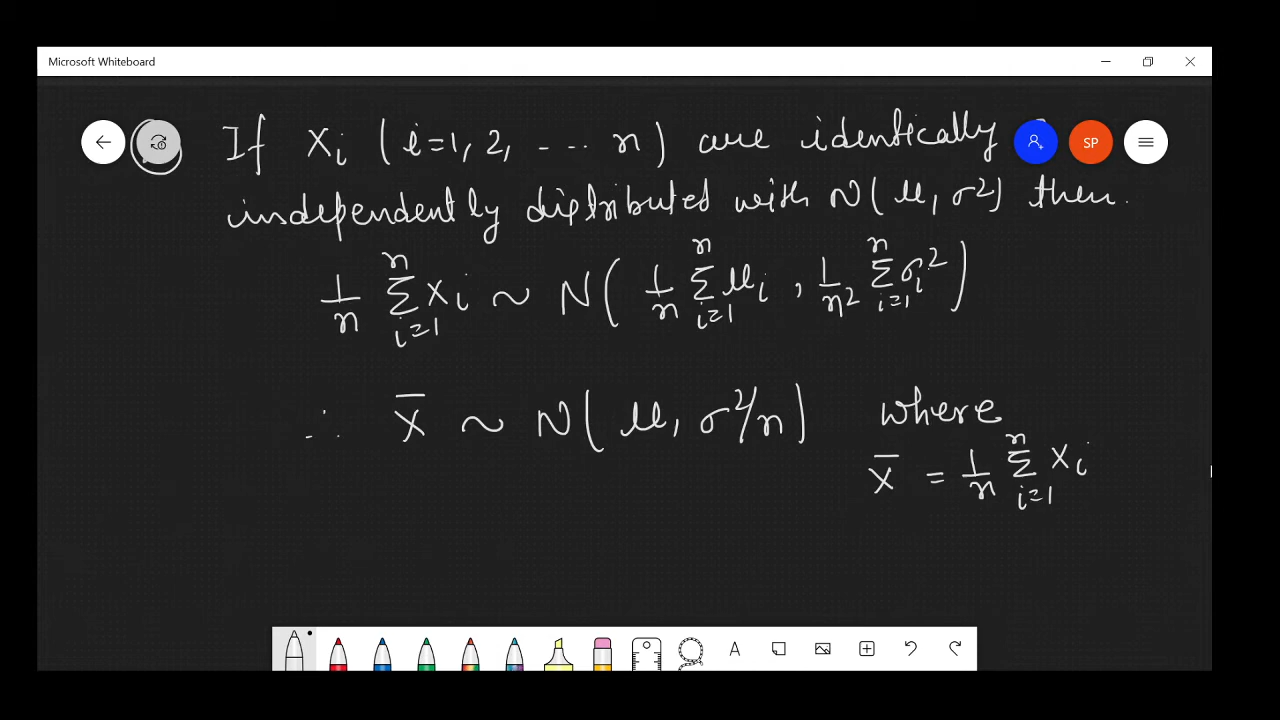 Microsoft Whiteboard
If Xi (i=1, 2, ... n) are identically
SP
independently distributed with N(μ, σ²) then.
1/n Σ_{i=1}^{n} Xi ~ N( 1/n Σ_{i=1}^{n} μi , 1/n² Σ_{i=1}^{n} σi² )
∴ X̄ ~ N( μ, σ²/n ) where
X̄ = 1/n Σ_{i=1}^{n} Xi
A